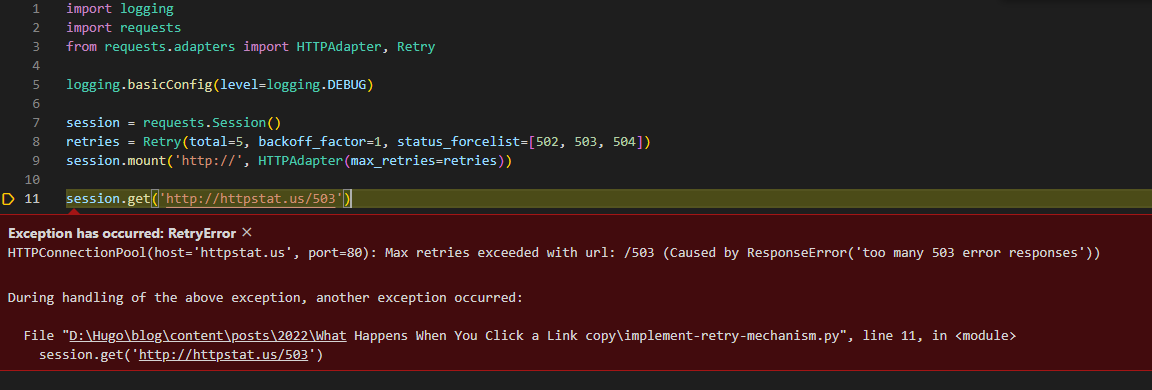 1 import logging
2 import requests
3 from requests.adapters import HTTPAdapter, Retry
4
5 logging.basicConfig(level=logging.DEBUG)
6
7 session = requests.Session()
8 retries = Retry(total=5, backoff_factor=1, status_forcelist=[502, 503, 504])
9 session.mount('http://', HTTPAdapter(max_retries=retries))
10
11 session.get('http://httpstat.us/503')
Exception has occurred: RetryError ×
HTTPConnectionPool(host='httpstat.us', port=80): Max retries exceeded with url: /503 (Caused by ResponseError('too many 503 error responses'))
During handling of the above exception, another exception occurred:
File "D:\Hugo\blog\content\posts\2022\What Happens When You Click a Link copy\implement-retry-mechanism.py", line 11, in <module>
session.get('http://httpstat.us/503')